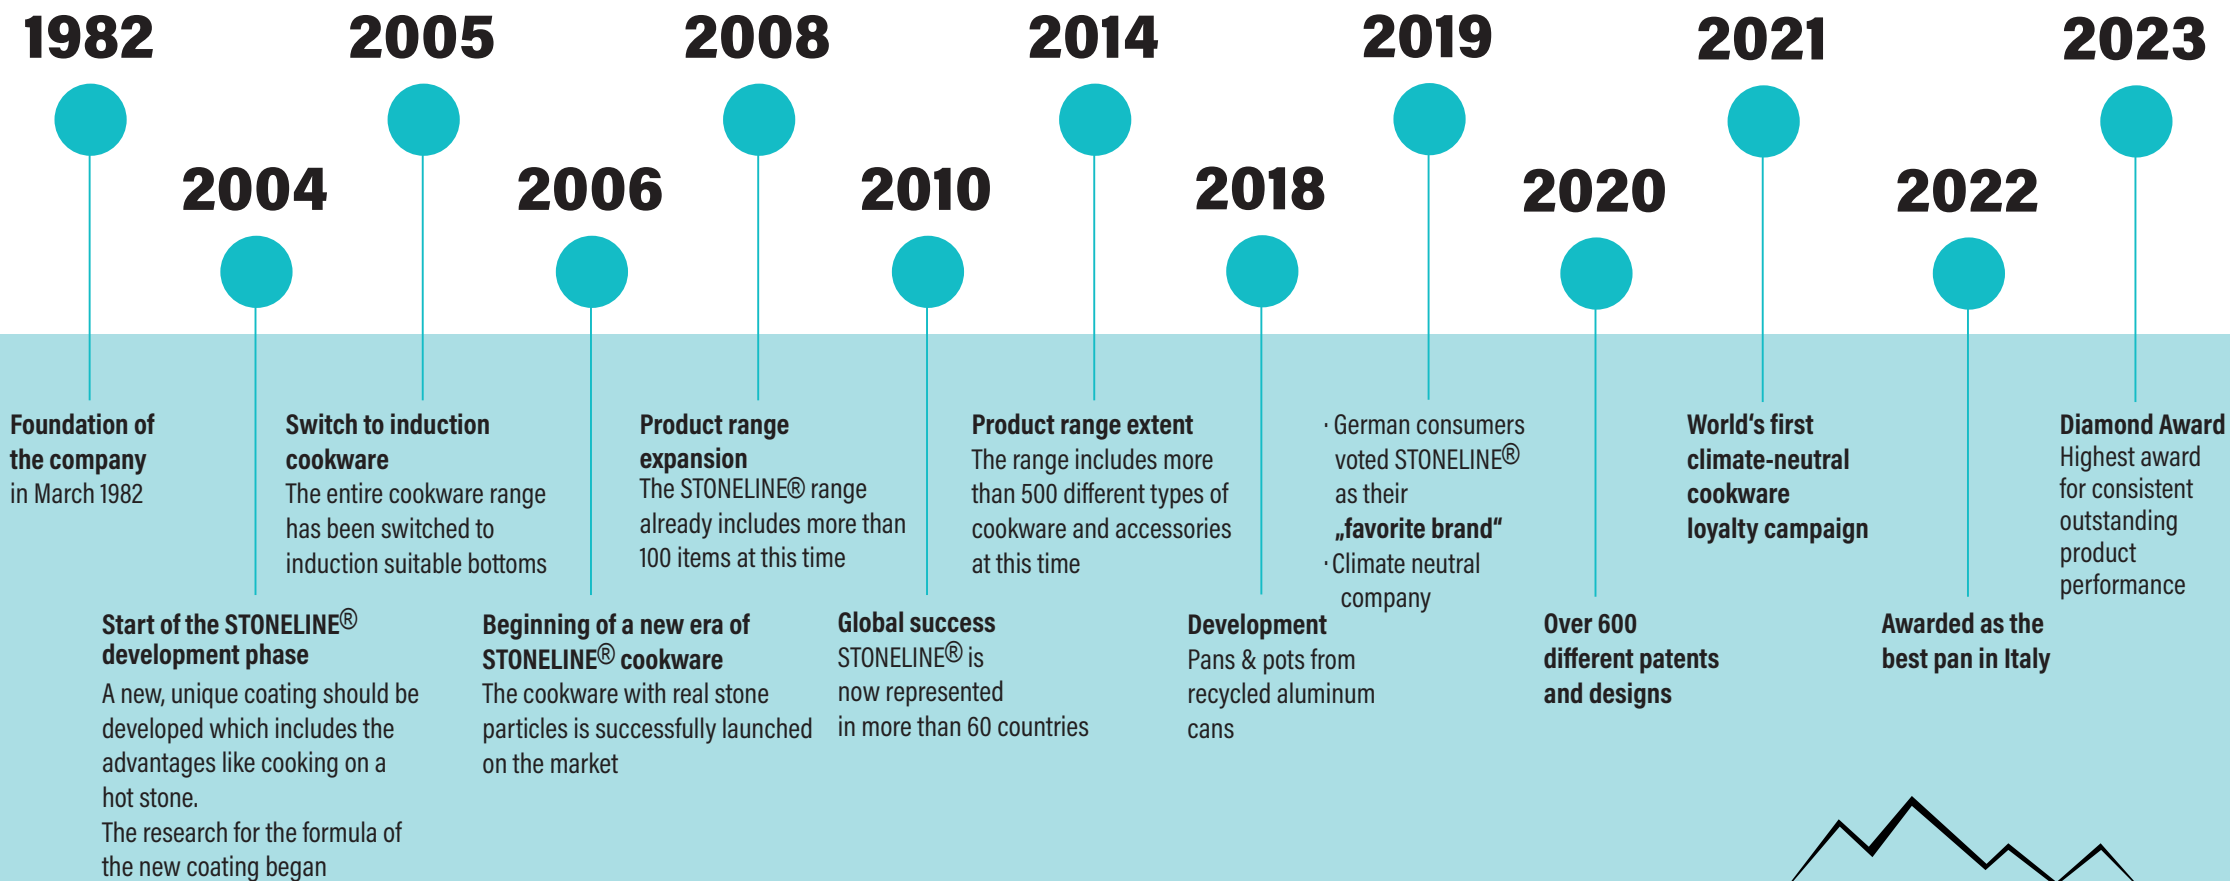 1982
Foundation of
the company
in March 1982
2004
Start of the STONELINE®
development phase
A new, unique coating should be
developed which includes the
advantages like cooking on a
hot stone.
The research for the formula of
the new coating began
2005
Switch to induction
cookware
The entire cookware range
has been switched to
induction suitable bottoms
2006
Beginning of a new era of
STONELINE® cookware
The cookware with real stone
particles is successfully launched
on the market
2008
Product range
expansion
The STONELINE® range
already includes more than
100 items at this time
2010
Global success
STONELINE® is
now represented
in more than 60 countries
2014
Product range extent
The range includes more
than 500 different types of
cookware and accessories
at this time
2018
Development
Pans & pots from
recycled aluminum
cans
2019
· German consumers
voted STONELINE®
as their
„favorite brand“
· Climate neutral
company
2020
Over 600
different patents
and designs
2021
World‘s first
climate-neutral
cookware
loyalty campaign
2022
Awarded as the
best pan in Italy
2023
Diamond Award
Highest award
for consistent
outstanding
product
performance